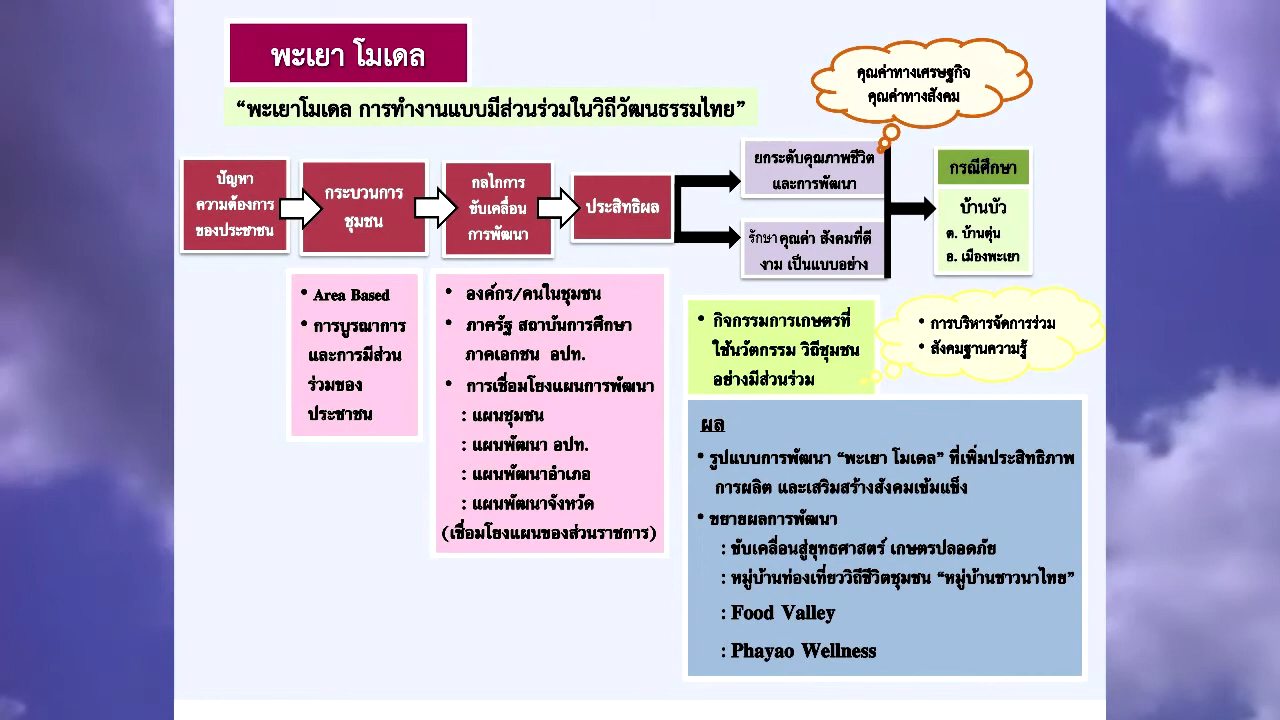 พะเยา โมเดล
“พะเยาโมเดล การทำงานแบบมีส่วนร่วมในวิถีวัฒนธรรมไทย”
คุณค่าทางเศรษฐกิจ
คุณค่าทางสังคม
ปัญหา
ความต้องการ
ของประชาชน
กระบวนการ
ชุมชน
กลไกการ
ขับเคลื่อน
การพัฒนา
ประสิทธิผล
ยกระดับคุณภาพชีวิต
และการพัฒนา
รักษา คุณค่า สังคมที่ดี
งาม เป็นแบบอย่าง
กรณีศึกษา
บ้านบัว
ต. บ้านตุ่น
อ. เมืองพะเยา
• Area Based
• การบูรณาการ
และการมีส่วน
ร่วมของ
ประชาชน
• องค์กร/คนในชุมชน
• ภาครัฐ สถาบันการศึกษา
ภาคเอกชน อปท.
• การเชื่อมโยงแผนการพัฒนา
: แผนชุมชน
: แผนพัฒนา อปท.
: แผนพัฒนาอำเภอ
: แผนพัฒนาจังหวัด
(เชื่อมโยงแผนของส่วนราชการ)
• กิจกรรมการเกษตรที่
ใช้นวัตกรรม วิถีชุมชน
อย่างมีส่วนร่วม
• การบริหารจัดการร่วม
• สังคมฐานความรู้
ผล
• รูปแบบการพัฒนา “พะเยา โมเดล” ที่เพิ่มประสิทธิภาพ
การผลิต และเสริมสร้างสังคมเข้มแข็ง
• ขยายผลการพัฒนา
: ขับเคลื่อนสู่ยุทธศาสตร์ เกษตรปลอดภัย
: หมู่บ้านท่องเที่ยววิถีชีวิตชุมชน “หมู่บ้านชาวนาไทย”
: Food Valley
: Phayao Wellness